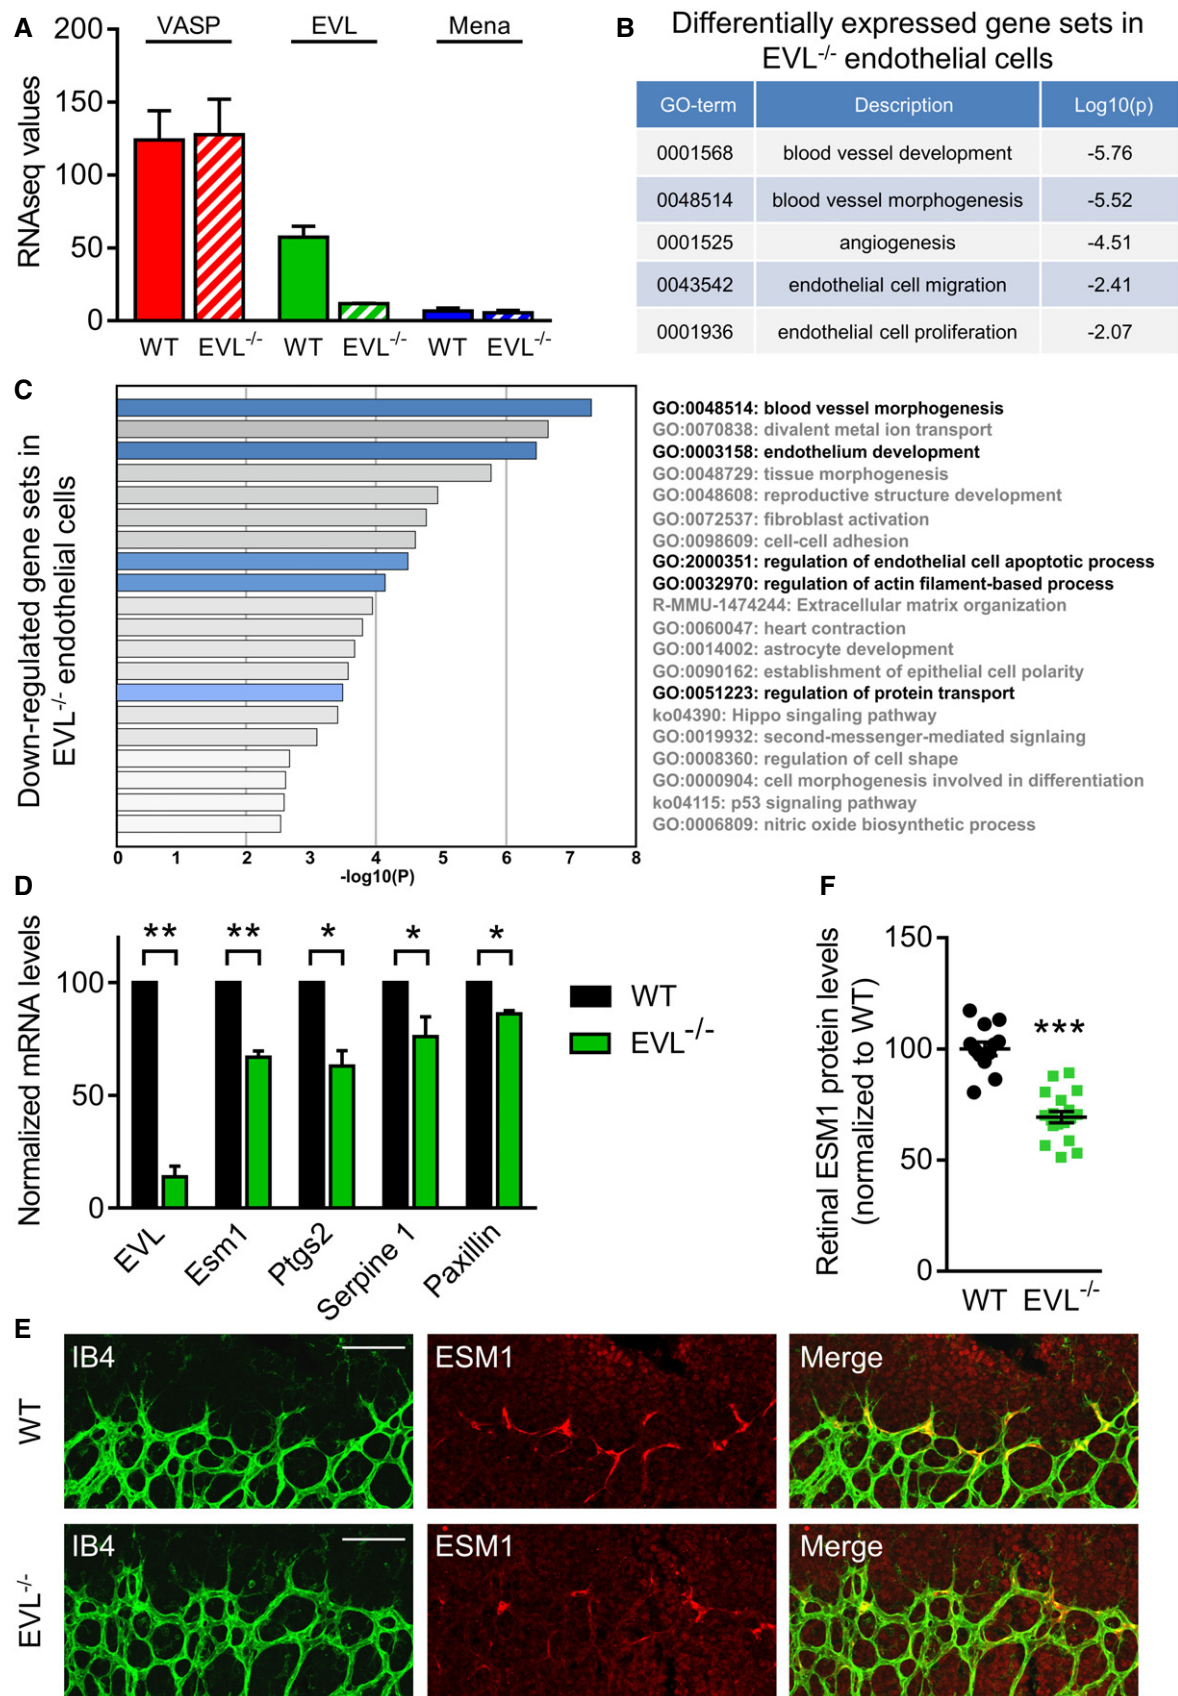 A
200
150
100
50
0
RNAseq values
VASP
EVL
Mena
WT
EVL-/-
WT
EVL-/-
WT
EVL-/-
B
Differentially expressed gene sets in
EVL-/- endothelial cells
GO-term Description Log10(p)
0001568 blood vessel development -5.76
0048514 blood vessel morphogenesis -5.52
0001525 angiogenesis -4.51
0043542 endothelial cell migration -2.41
0001936 endothelial cell proliferation -2.07
C
Down-regulated gene sets in
EVL-/- endothelial cells
GO:0048514: blood vessel morphogenesis
GO:0070838: divalent metal ion transport
GO:0003158: endothelium development
GO:0048729: tissue morphogenesis
GO:0048608: reproductive structure development
GO:0072537: fibroblast activation
GO:0098609: cell-cell adhesion
GO:2000351: regulation of endothelial cell apoptotic process
GO:0032970: regulation of actin filament-based process
R-MMU-1474244: Extracellular matrix organization
GO:0060047: heart contraction
GO:0014002: astrocyte development
GO:0090162: establishment of epithelial cell polarity
GO:0051223: regulation of protein transport
ko04390: Hippo singaling pathway
GO:0019932: second-messenger-mediated signlaing
GO:0008360: regulation of cell shape
GO:0000904: cell morphogenesis involved in differentiation
ko04115: p53 signaling pathway
GO:0006809: nitric oxide biosynthetic process
0 1 2 3 4 5 6 7 8
-log10(P)
D
Normalized mRNA levels
100
50
0
**
**
*
*
*
EVL
Esm1
Ptgs2
Serpine 1
Paxillin
WT
EVL-/-
F
Retinal ESM1 protein levels
(normalized to WT)
150
100
50
0
***
WT
EVL-/-
E
WT
IB4
ESM1
Merge
EVL-/-
IB4
ESM1
Merge